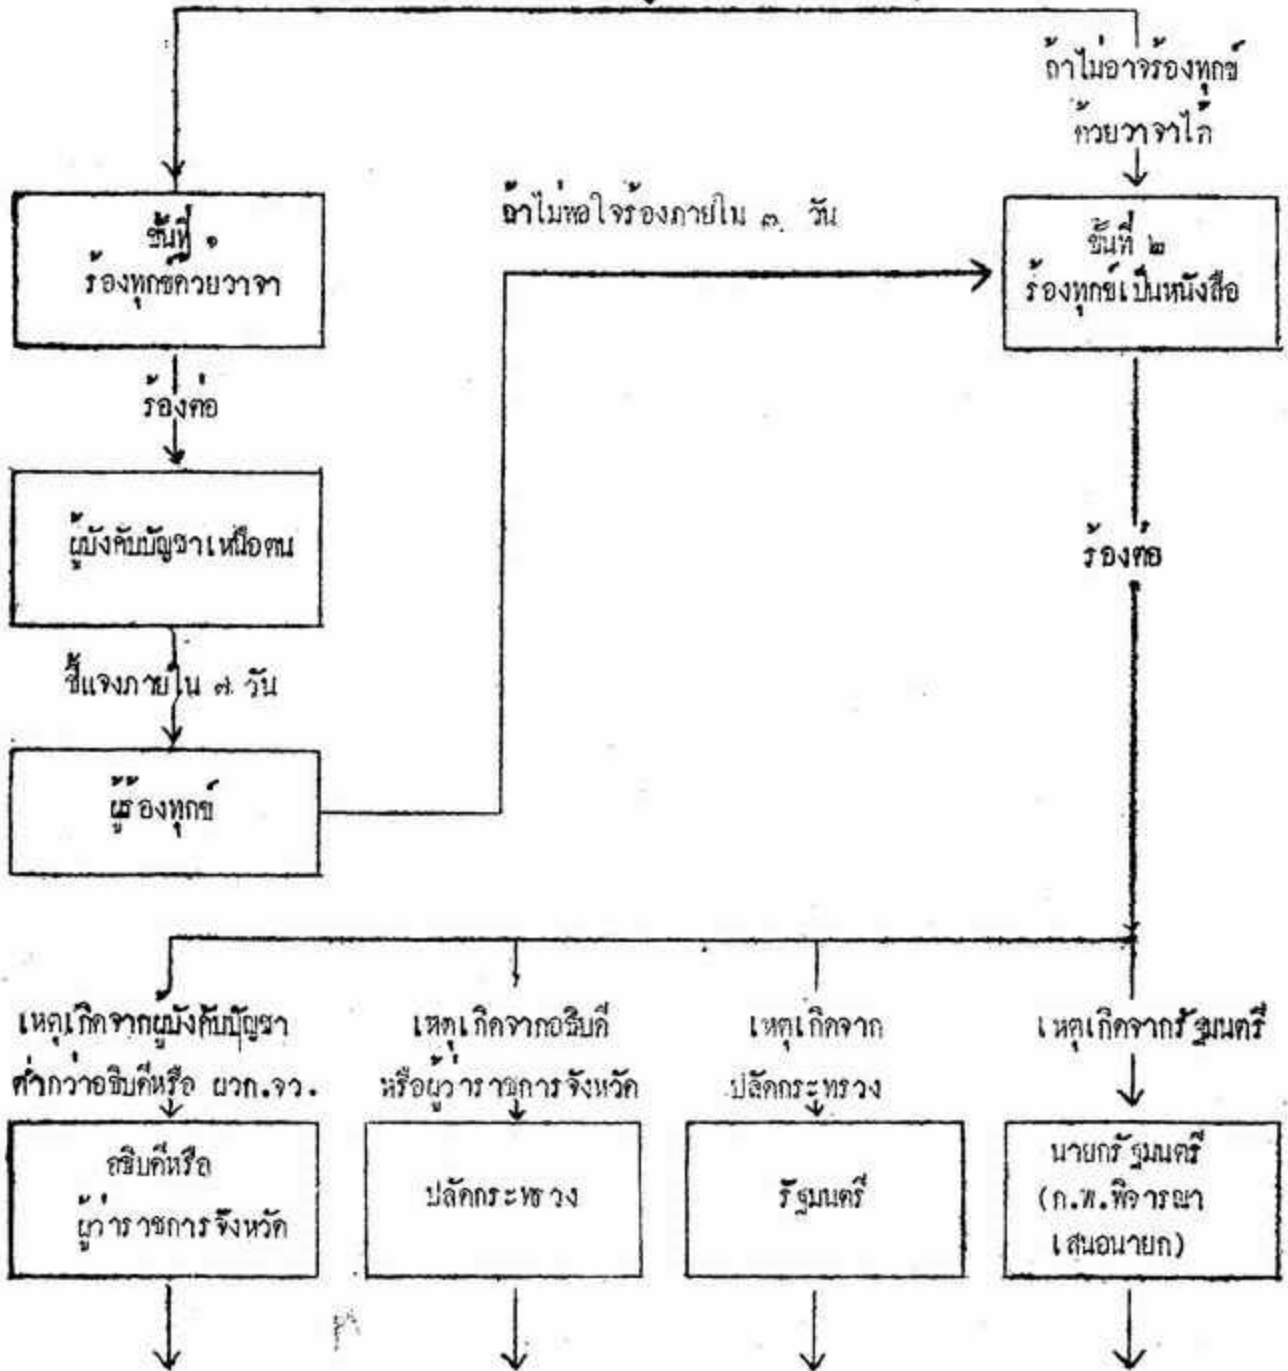 ถ้าไม่อาจร้องทุกข์
ด้วยวาจาได้
ขั้นที่ ๑
ร้องทุกข์ด้วยวาจา
ถ้าไม่พอใจร้องภายใน ๓ วัน
ขั้นที่ ๒
ร้องทุกข์เป็นหนังสือ
ร้องต่อ
ผู้บังคับบัญชาเหนือตน
ร้องต่อ
ชี้แจงภายใน ๗ วัน
ผู้ร้องทุกข์
เหตุเกิดจากผู้บังคับบัญชา
ต่ำกว่าอธิบดีหรือ ผวก.จว.
เหตุเกิดจากอธิบดี
หรือผู้ว่าราชการจังหวัด
เหตุเกิดจาก
ปลัดกระทรวง
เหตุเกิดจากรัฐมนตรี
อธิบดีหรือ
ผู้ว่าราชการจังหวัด
ปลัดกระทรวง
รัฐมนตรี
นายกรัฐมนตรี
(ก.พ.พิจารณา
เสนอนายก)